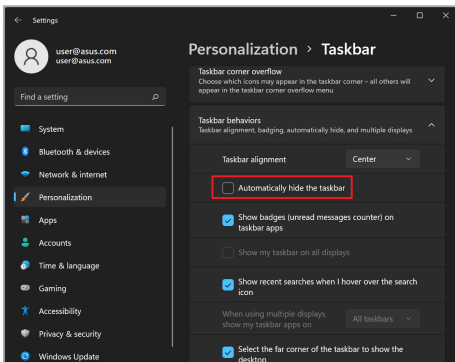 Settings
user@asus.com
user@asus.com
Find a setting
System
Bluetooth & devices
Network & internet
Personalization
Apps
Accounts
Time & language
Gaming
Accessibility
Privacy & security
Windows Update
Personalization > Taskbar
Taskbar corner overflow
Choose which icons may appear in the taskbar corner – all others will
appear in the taskbar corner overflow menu
Taskbar behaviors
Taskbar alignment, badging, automatically hide, and multiple displays
Taskbar alignment
Center
Automatically hide the taskbar
Show badges (unread messages counter) on
taskbar apps
Show my taskbar on all displays
Show recent searches when I hover over the search
icon
When using multiple displays,
show my taskbar apps on
All taskbars
Select the far corner of the taskbar to show the
desktop